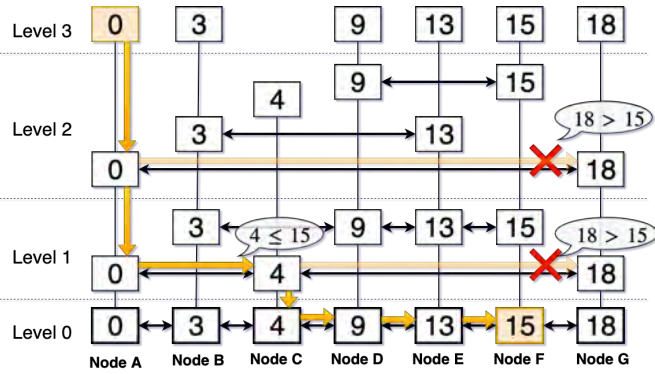 Level 3 0 3 9 13 15 18
9 15
4
18 > 15
Level 2
3 13
0 18
3 9 13 15
4 ≤ 15 18 > 15
Level 1
0 4 18
Level 0 0 3 4 9 13 15 18
Node A Node B Node C Node D Node E Node F Node G